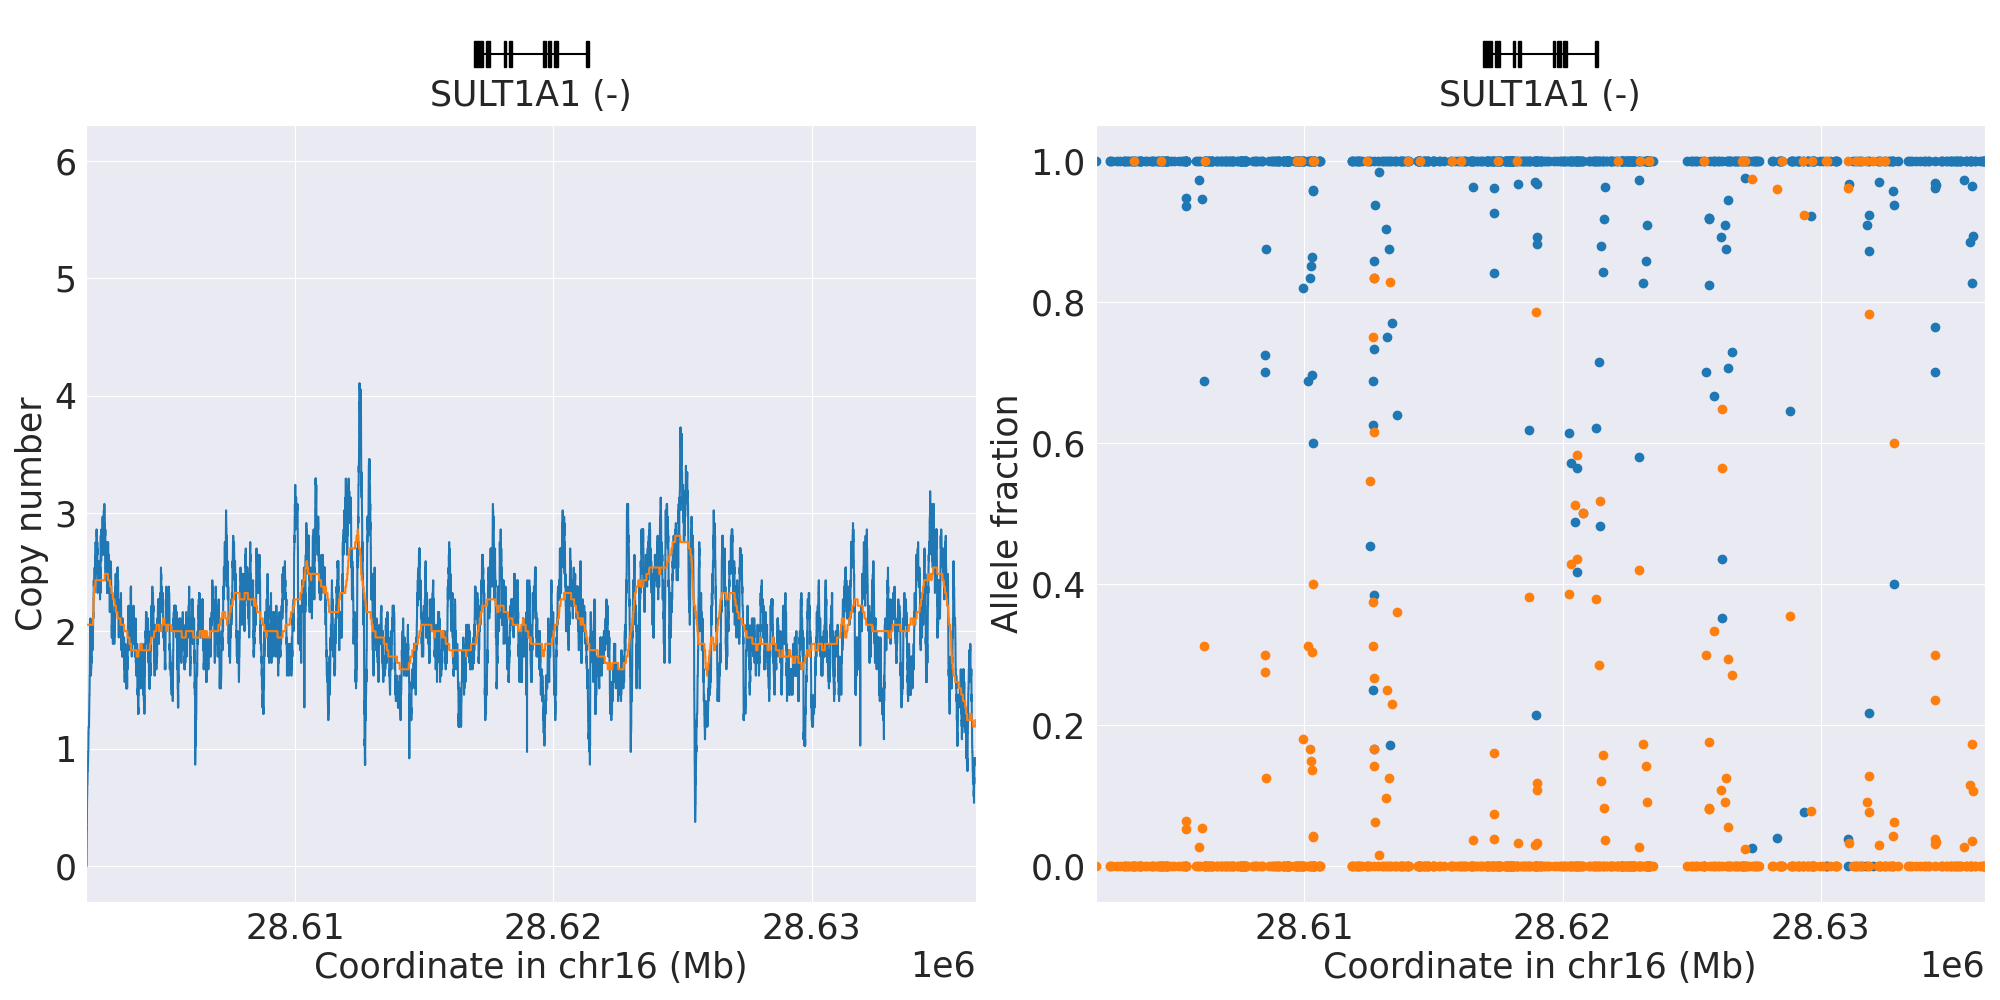 SULT1A1 (-)
6
5
4
3
2
1
0
Copy number
28.61
28.62
28.63
Coordinate in chr16 (Mb)
1e6
SULT1A1 (-)
1.0
0.8
0.6
0.4
0.2
0.0
Allele fraction
28.61
28.62
28.63
Coordinate in chr16 (Mb)
1e6